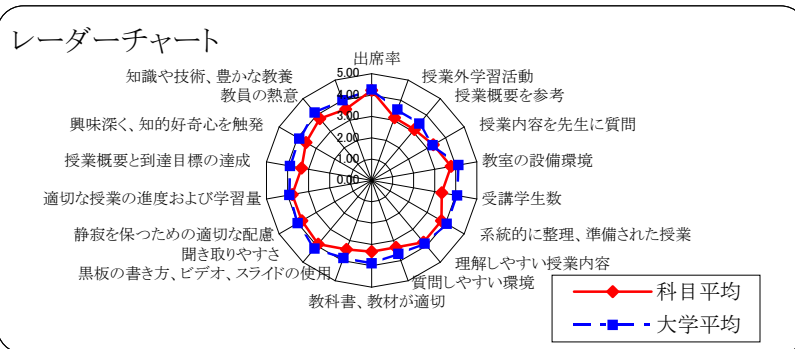 レーダーチャート
出席率
授業外学習活動
授業概要を参考
授業内容を先生に質問
教室の設備環境
受講学生数
系統的に整理、準備された授業
理解しやすい授業内容
質問しやすい環境
教科書、教材が適切
黒板の書き方、ビデオ、スライドの使用
聞き取りやすさ
静寂を保つための適切な配慮
適切な授業の進度および学習量
授業概要と到達目標の達成
興味深く、知的好奇心を触発
教員の熱意
知識や技術、豊かな教養
5.00
4.00
3.00
2.00
1.00
0.00
科目平均
大学平均